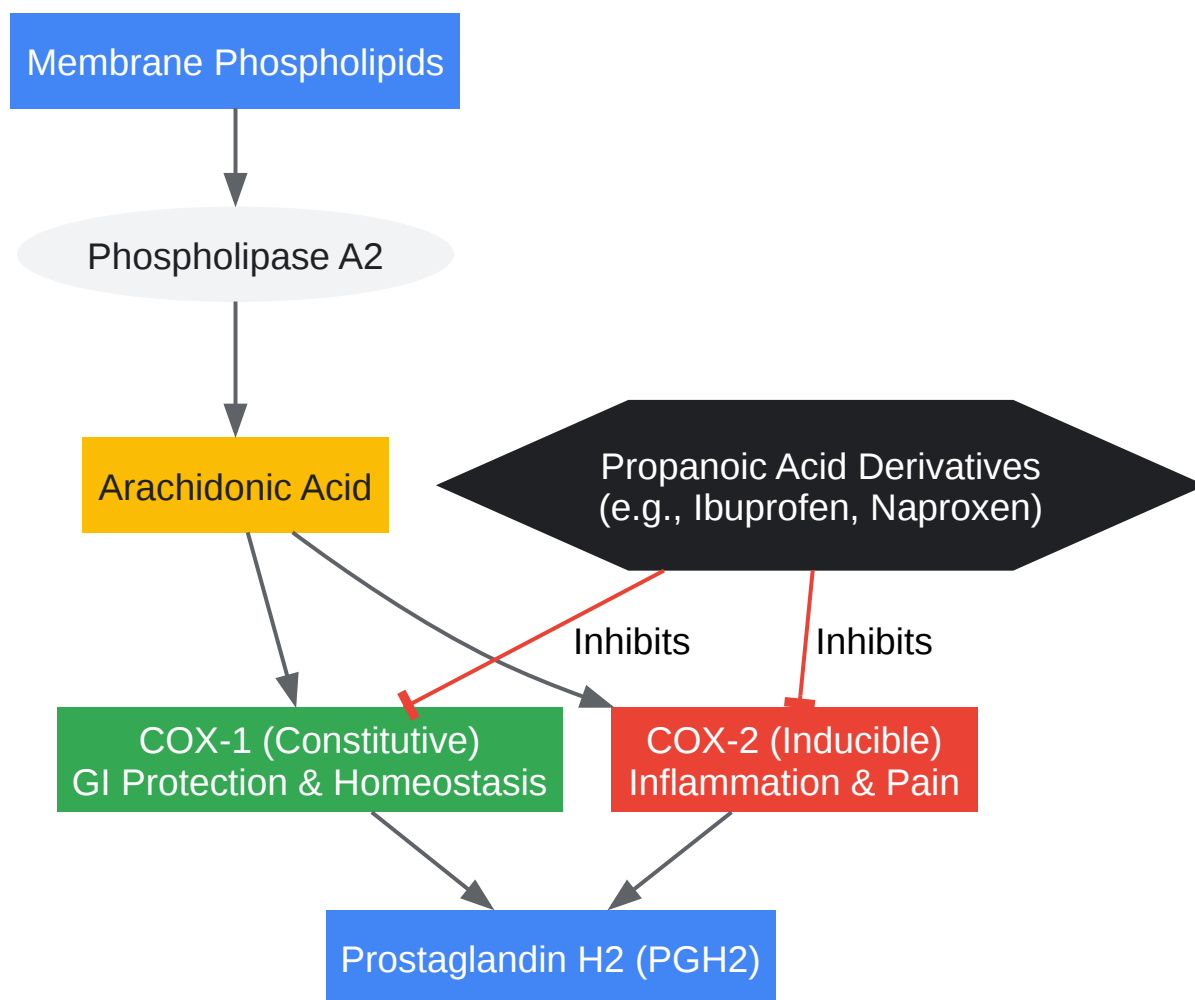 Membrane Phospholipids
Phospholipase A2
Arachidonic Acid
Propanoic Acid Derivatives
(e.g., Ibuprofen, Naproxen)
Inhibits
Inhibits
COX-1 (Constitutive)
GI Protection & Homeostasis
COX-2 (Inducible)
Inflammation & Pain
Prostaglandin H2 (PGH2)